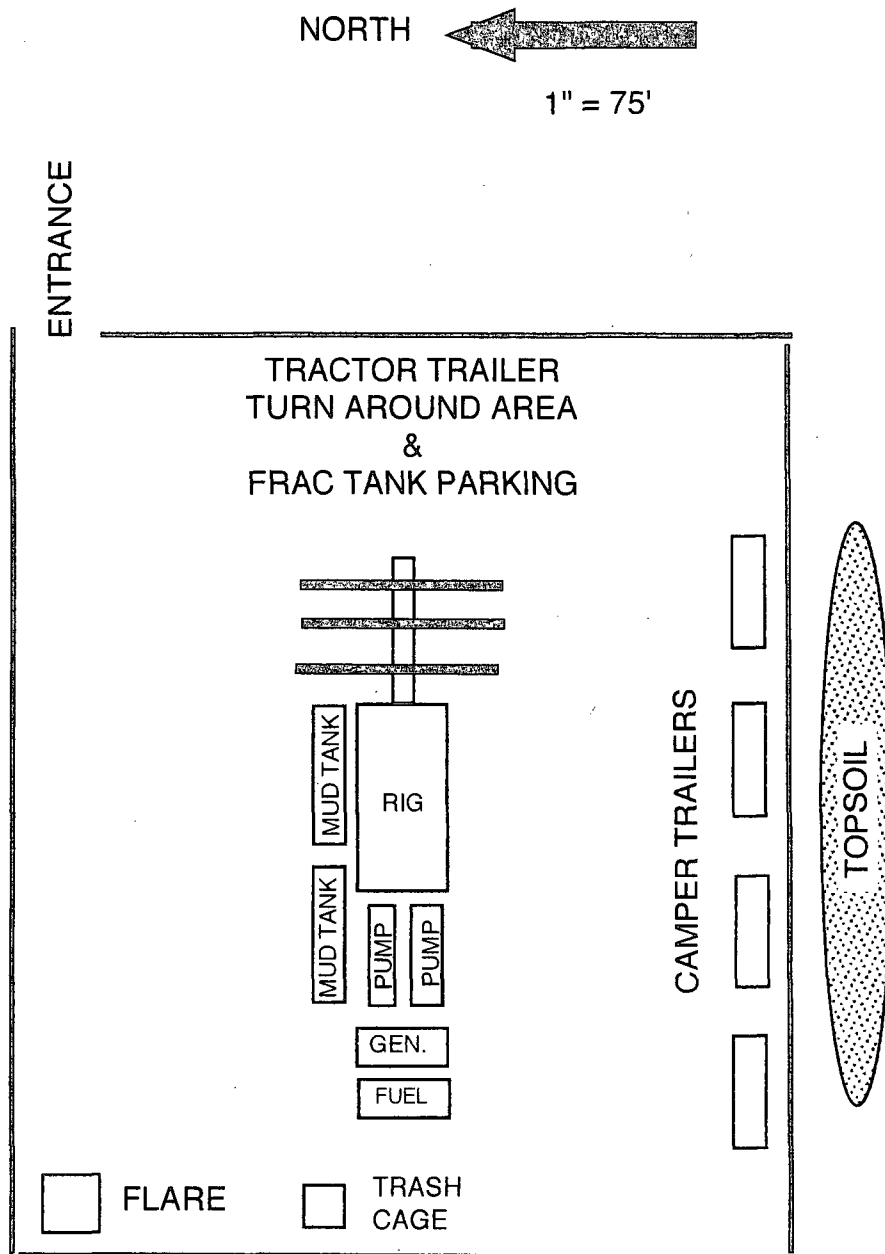 NORTH
1" = 75'
ENTRANCE
TRACTOR TRAILER
TURN AROUND AREA
&
FRAC TANK PARKING
MUD TANK
RIG
CAMPER TRAILERS
TOPSOIL
MUD TANK
PUMP
PUMP
GEN.
FUEL
FLARE
TRASH
CAGE